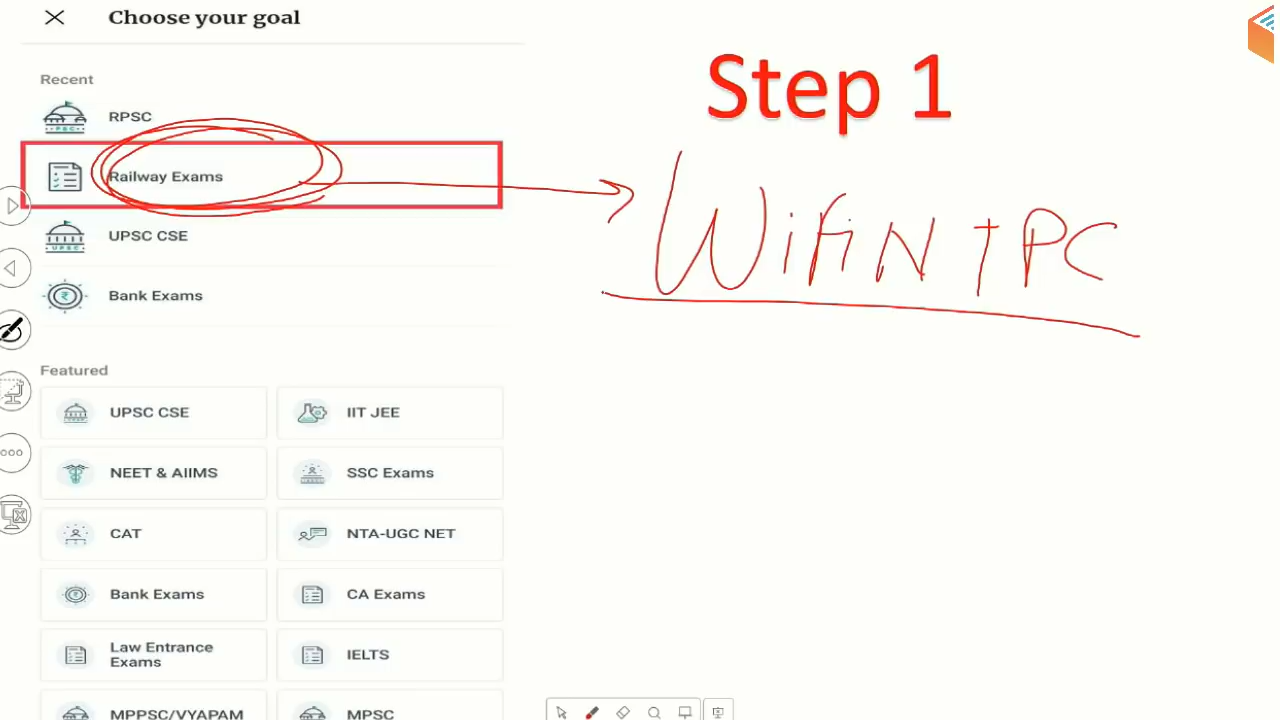 Choose your goal
Step 1
Recent
RPSC
Railway Exams
WiFiN + PC
UPSC CSE
Bank Exams
Featured
UPSC CSE
IIT JEE
NEET & AIIMS
SSC Exams
CAT
NTA-UGC NET
Bank Exams
CA Exams
Law Entrance
Exams
IELTS
MPPSC/VYAPAM
MPSC